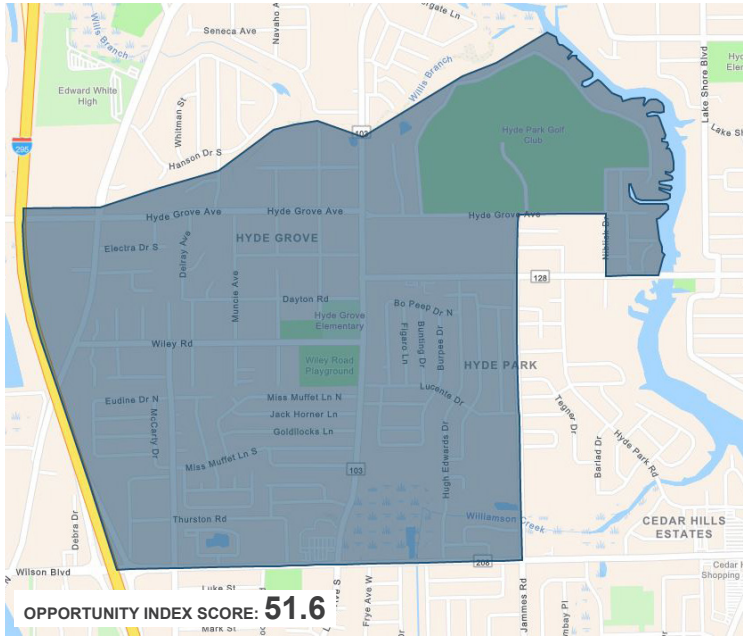 Seneca Ave
Willis Branch
Edward White
High
Whitman St
Hanson Dr S
295
103
Willis Branch
Hyde Park Golf
Club
Lake Shore Blvd
Hyde Grove Ave
Hyde Grove Ave
Hyde Grove Ave
HYDE GROVE
Electra Dr S
Delray Ave
Muncie Ave
Niblick Dr
128
Dayton Rd
Bo Peep Dr N
Hyde Grove
Elementary
Figaro Ln
Bunting Dr
Burpee Dr
Wiley Rd
Wiley Road
Playground
HYDE PARK
Lucente Dr
Eudine Dr N
McCarty Dr
Miss Muffet Ln N
Jack Horner Ln
Goldilocks Ln
Miss Muffet Ln S
Hugh Edwards Dr
103
Tegner Dr
Barlad Dr
Hyde Park Rd
Thurston Rd
Williamson Creek
CEDAR HILLS
ESTATES
Debra Dr
Wilson Blvd
208
Cedar H
Shopping
Luke St
Mark St
Frye Ave W
Jammes Rd
OPPORTUNITY INDEX SCORE: 51.6